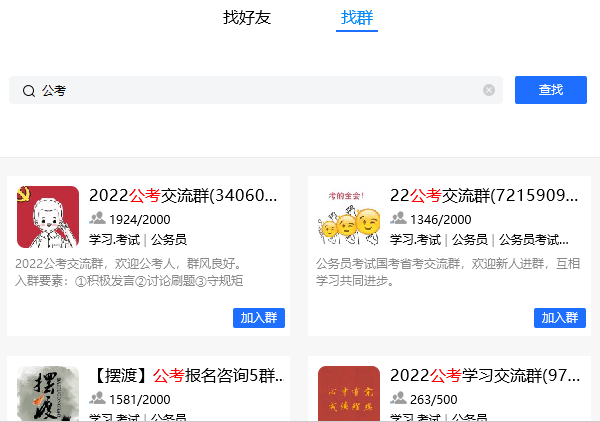 找好友 找群
公考 查找
2022公考交流群(34060...
1924/2000
学习.考试 | 公务员
2022公考交流群，欢迎公考人，群风良好。
入群要素：①积极发言②讨论刷题③守规矩
加入群
考的全会！
22公考交流群(7215909...
1346/2000
学习.考试 | 公务员 | 公务员考试...
公务员考试国考省考交流群，欢迎新人进群，互相
学习共同进步。
加入群
摆渡
【摆渡】公考报名咨询5群...
1581/2000
学习.考试 | 公务员
2022公考学习交流群(97...
263/500
学习.考试 | 公务员